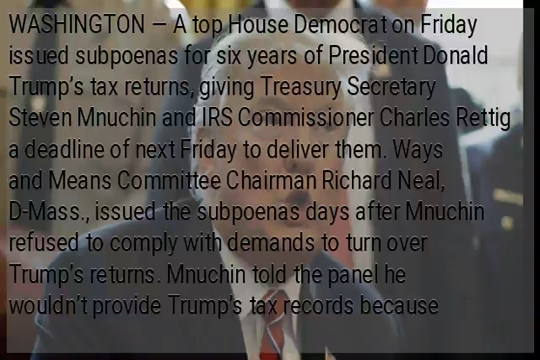 WASHINGTON — A top House Democrat on Friday
issued subpoenas for six years of President Donald
Trump's tax returns, giving Treasury Secretary
Steven Mnuchin and IRS Commissioner Charles Rettig
a deadline of next Friday to deliver them. Ways
and Means Committee Chairman Richard Neal,
D-Mass., issued the subpoenas days after Mnuchin
refused to comply with demands to turn over
Trump's returns. Mnuchin told the panel he
wouldn't provide Trump's tax records because